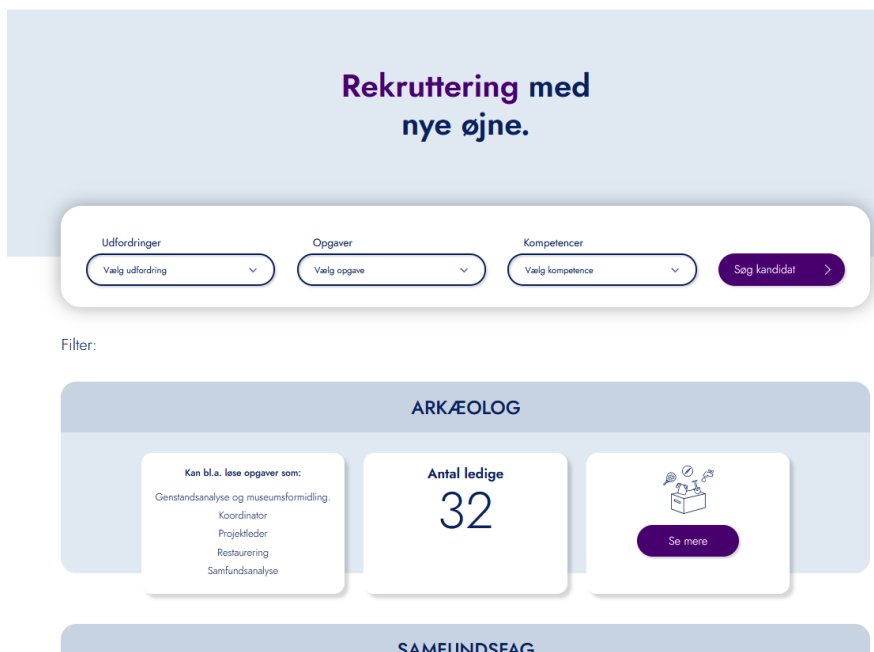 Rekruttering med
nye øjne.
Udfordringer
Opgaver
Kompetencer
Vælg udfordring
Vælg opgave
Vælg kompetence
Søg kandidat
Filter:
ARKÆOLOG
Kan bl.a. løse opgaver som:
Genstandsanalyse og museumsformidling.
Koordinator
Projektleder
Restaurering
Samfundsanalyse
Antal ledige
32
Se mere
SAMFUNDSFAG